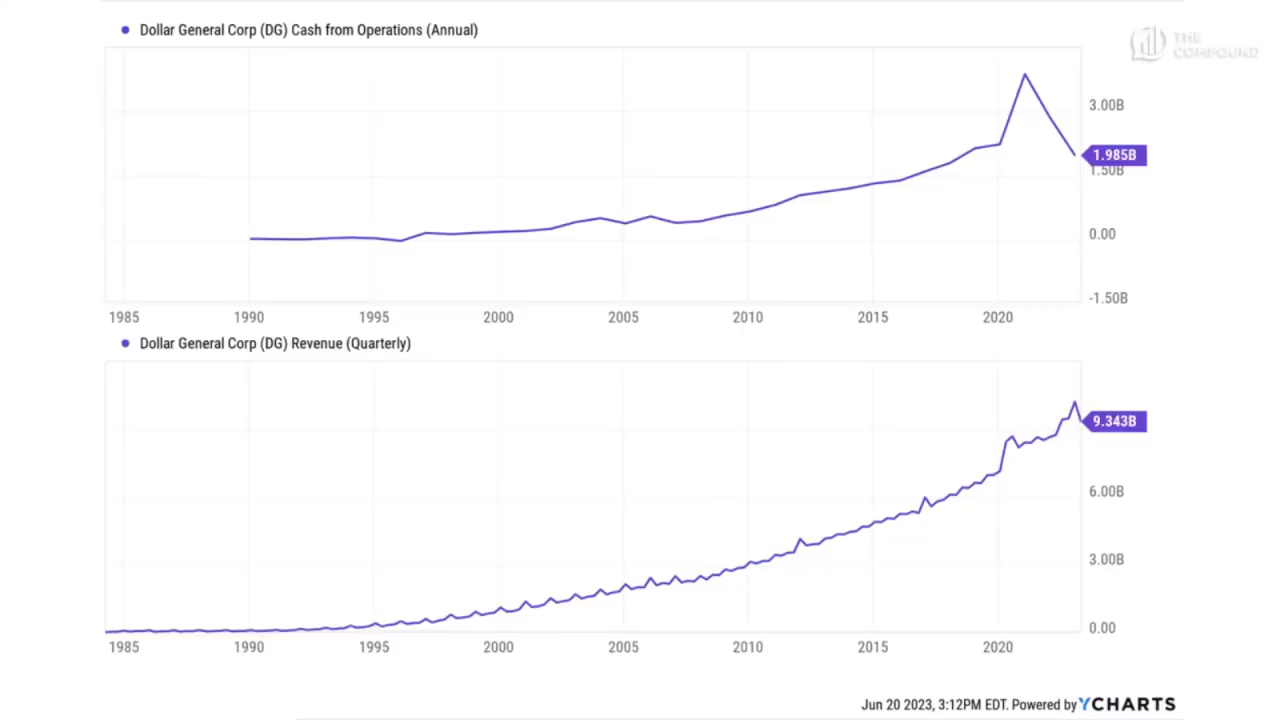 Dollar General Corp (DG) Cash from Operations (Annual)
THE
COMPOUND
3.00B
1.985B
1.50B
0.00
-1.50B
1985 1990 1995 2000 2005 2010 2015 2020
Dollar General Corp (DG) Revenue (Quarterly)
9.343B
6.00B
3.00B
0.00
1985 1990 1995 2000 2005 2010 2015 2020
Jun 20 2023, 3:12PM EDT. Powered by YCHARTS